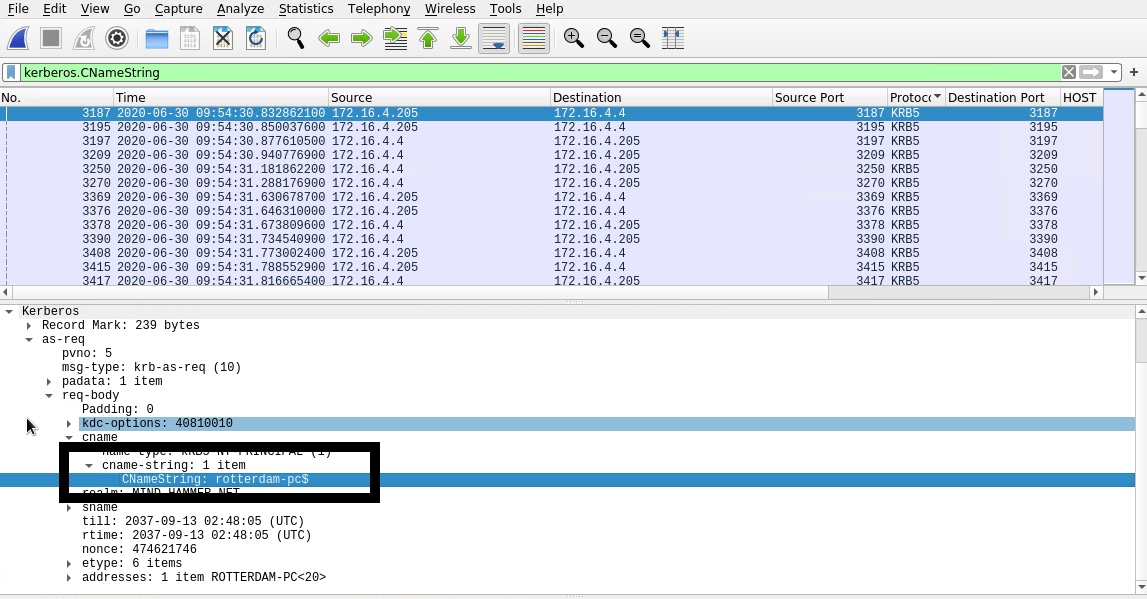 File Edit View Go Capture Analyze Statistics Telephony Wireless Tools Help
kerberos.CNameString
No. Time Source Destination Source Port Protoc Destination Port HOST
3187 2020-06-30 09:54:30.832862100 172.16.4.205 172.16.4.4 3187 KRB5 3187
3195 2020-06-30 09:54:30.850037600 172.16.4.205 172.16.4.4 3195 KRB5 3195
3197 2020-06-30 09:54:30.877610500 172.16.4.4 172.16.4.205 3197 KRB5 3197
3209 2020-06-30 09:54:30.940776900 172.16.4.4 172.16.4.205 3209 KRB5 3209
3250 2020-06-30 09:54:31.181862200 172.16.4.4 172.16.4.205 3250 KRB5 3250
3270 2020-06-30 09:54:31.288176900 172.16.4.4 172.16.4.205 3270 KRB5 3270
3369 2020-06-30 09:54:31.630678700 172.16.4.205 172.16.4.4 3369 KRB5 3369
3376 2020-06-30 09:54:31.646310000 172.16.4.205 172.16.4.4 3376 KRB5 3376
3378 2020-06-30 09:54:31.673809600 172.16.4.4 172.16.4.205 3378 KRB5 3378
3390 2020-06-30 09:54:31.734540900 172.16.4.4 172.16.4.205 3390 KRB5 3390
3408 2020-06-30 09:54:31.773002400 172.16.4.205 172.16.4.4 3408 KRB5 3408
3415 2020-06-30 09:54:31.788552900 172.16.4.205 172.16.4.4 3415 KRB5 3415
3417 2020-06-30 09:54:31.816665400 172.16.4.4 172.16.4.205 3417 KRB5 3417
Kerberos
Record Mark: 239 bytes
as-req
pvno: 5
msg-type: krb-as-req (10)
padata: 1 item
req-body
Padding: 0
kdc-options: 40810010
cname
name-type: KRB5-NT-PRINCIPAL (1)
cname-string: 1 item
CNameString: rotterdam-pc$
realm: MIND-HAMMER.NET
sname
till: 2037-09-13 02:48:05 (UTC)
rtime: 2037-09-13 02:48:05 (UTC)
nonce: 474621746
etype: 6 items
addresses: 1 item ROTTERDAM-PC<20>